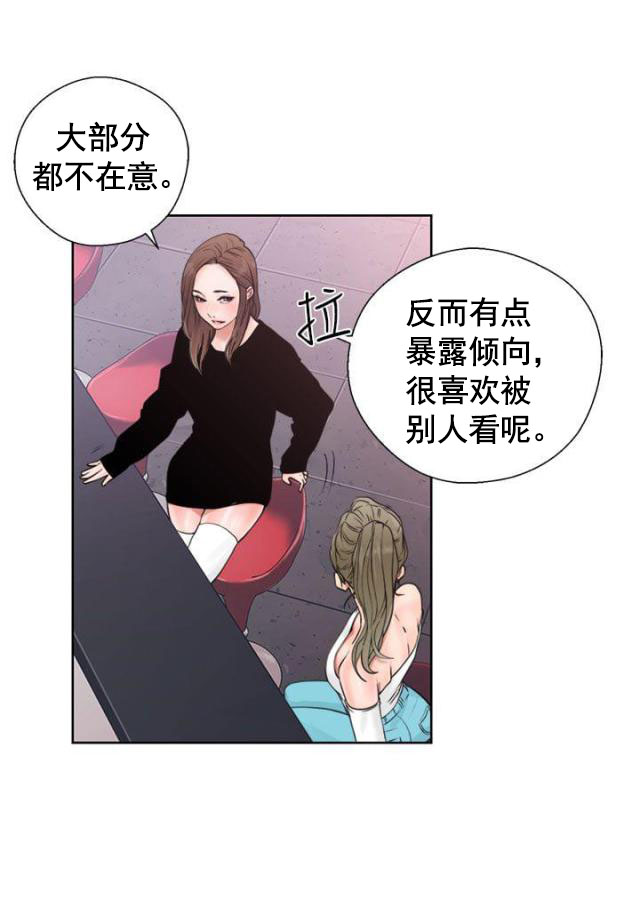 大部分
都不在意。
拉
反而有点
暴露倾向，
很喜欢被
别人看呢。